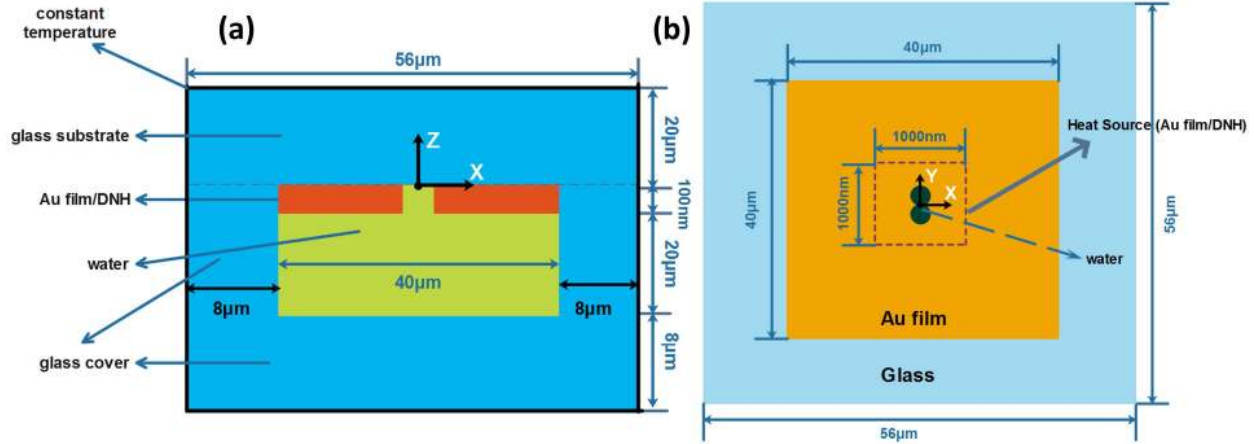 constant
temperature
(a)
56µm
glass substrate
Z
X
20µm
Au film/DNH
100nm
water
40µm
20µm
8µm
8µm
glass cover
8µm
(b)
40µm
Heat Source (Au film/DNH)
1000nm
Y
X
1000nm
40µm
56µm
water
Au film
Glass
56µm